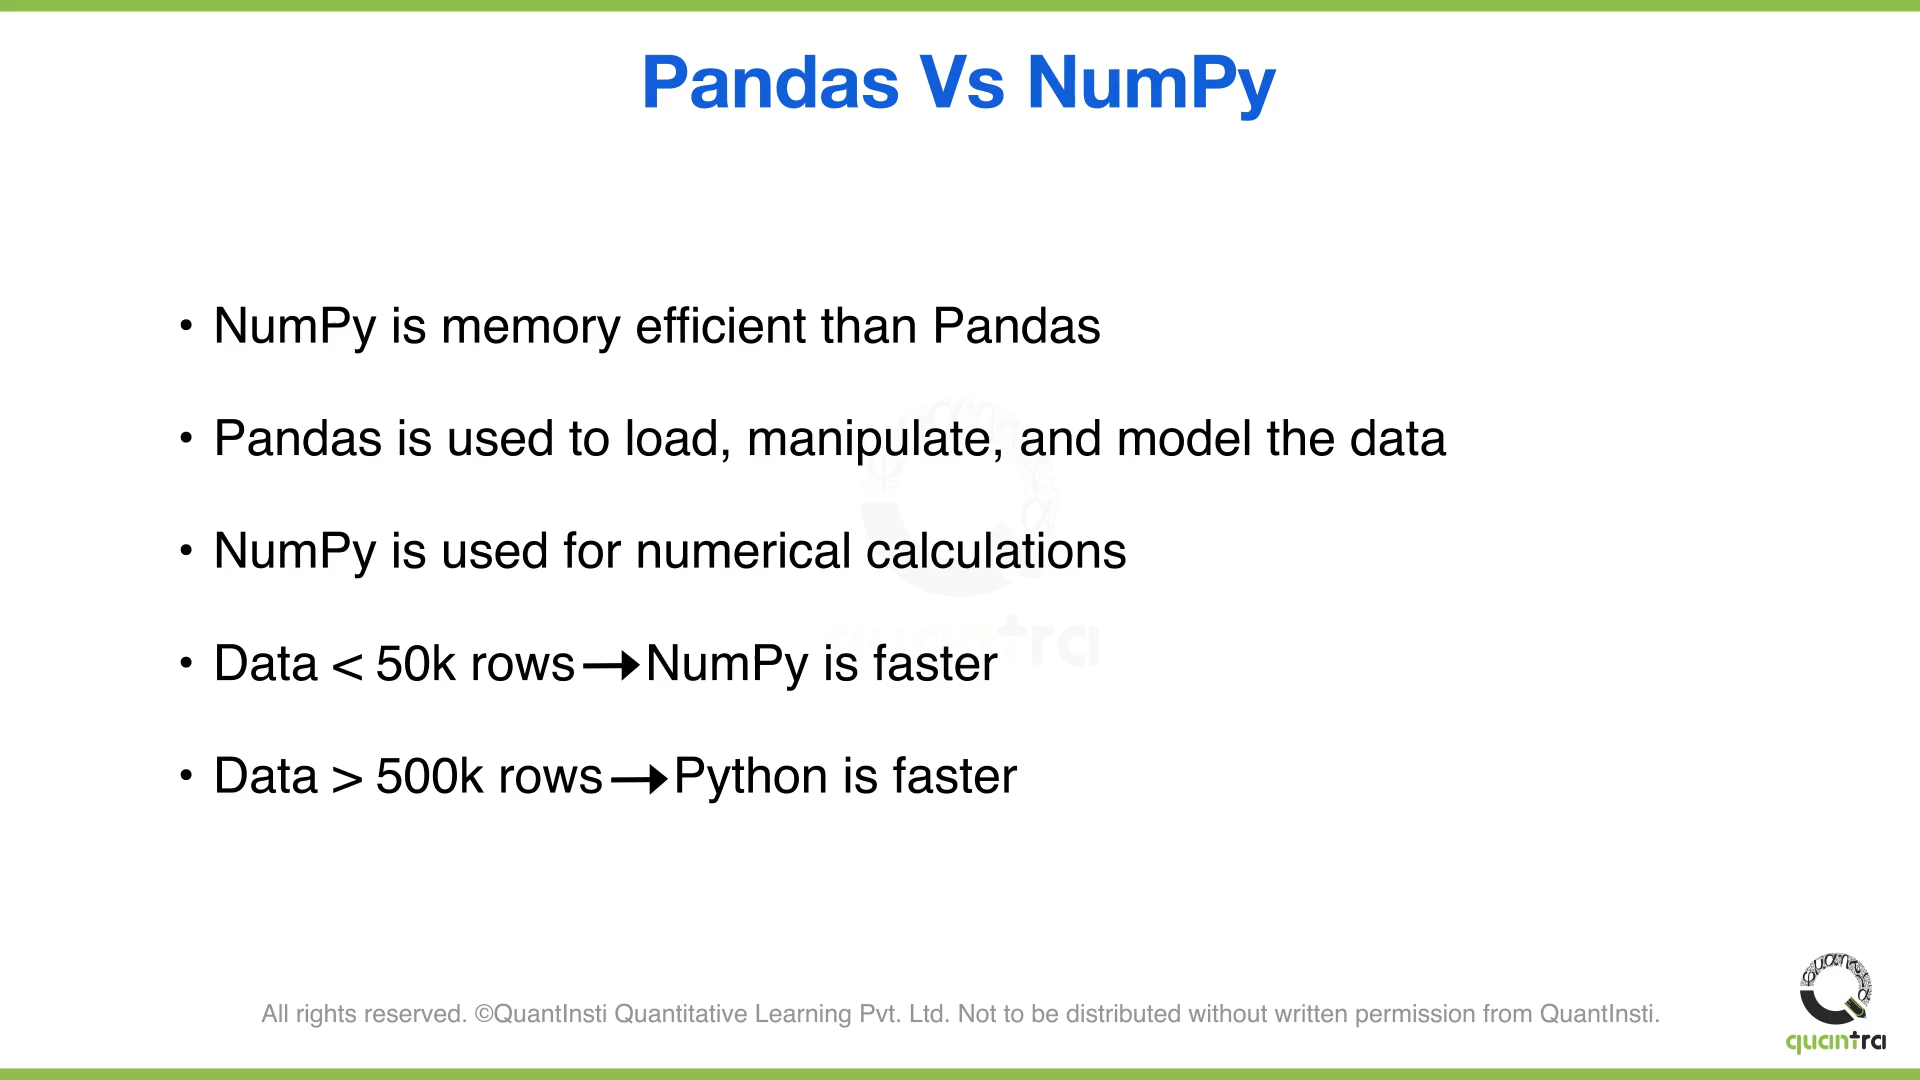 Pandas Vs NumPy
• NumPy is memory efficient than Pandas
• Pandas is used to load, manipulate, and model the data
• NumPy is used for numerical calculations
• Data < 50k rows → NumPy is faster
• Data > 500k rows → Python is faster
All rights reserved. ©QuantInsti Quantitative Learning Pvt. Ltd. Not to be distributed without written permission from QuantInsti.
quantra